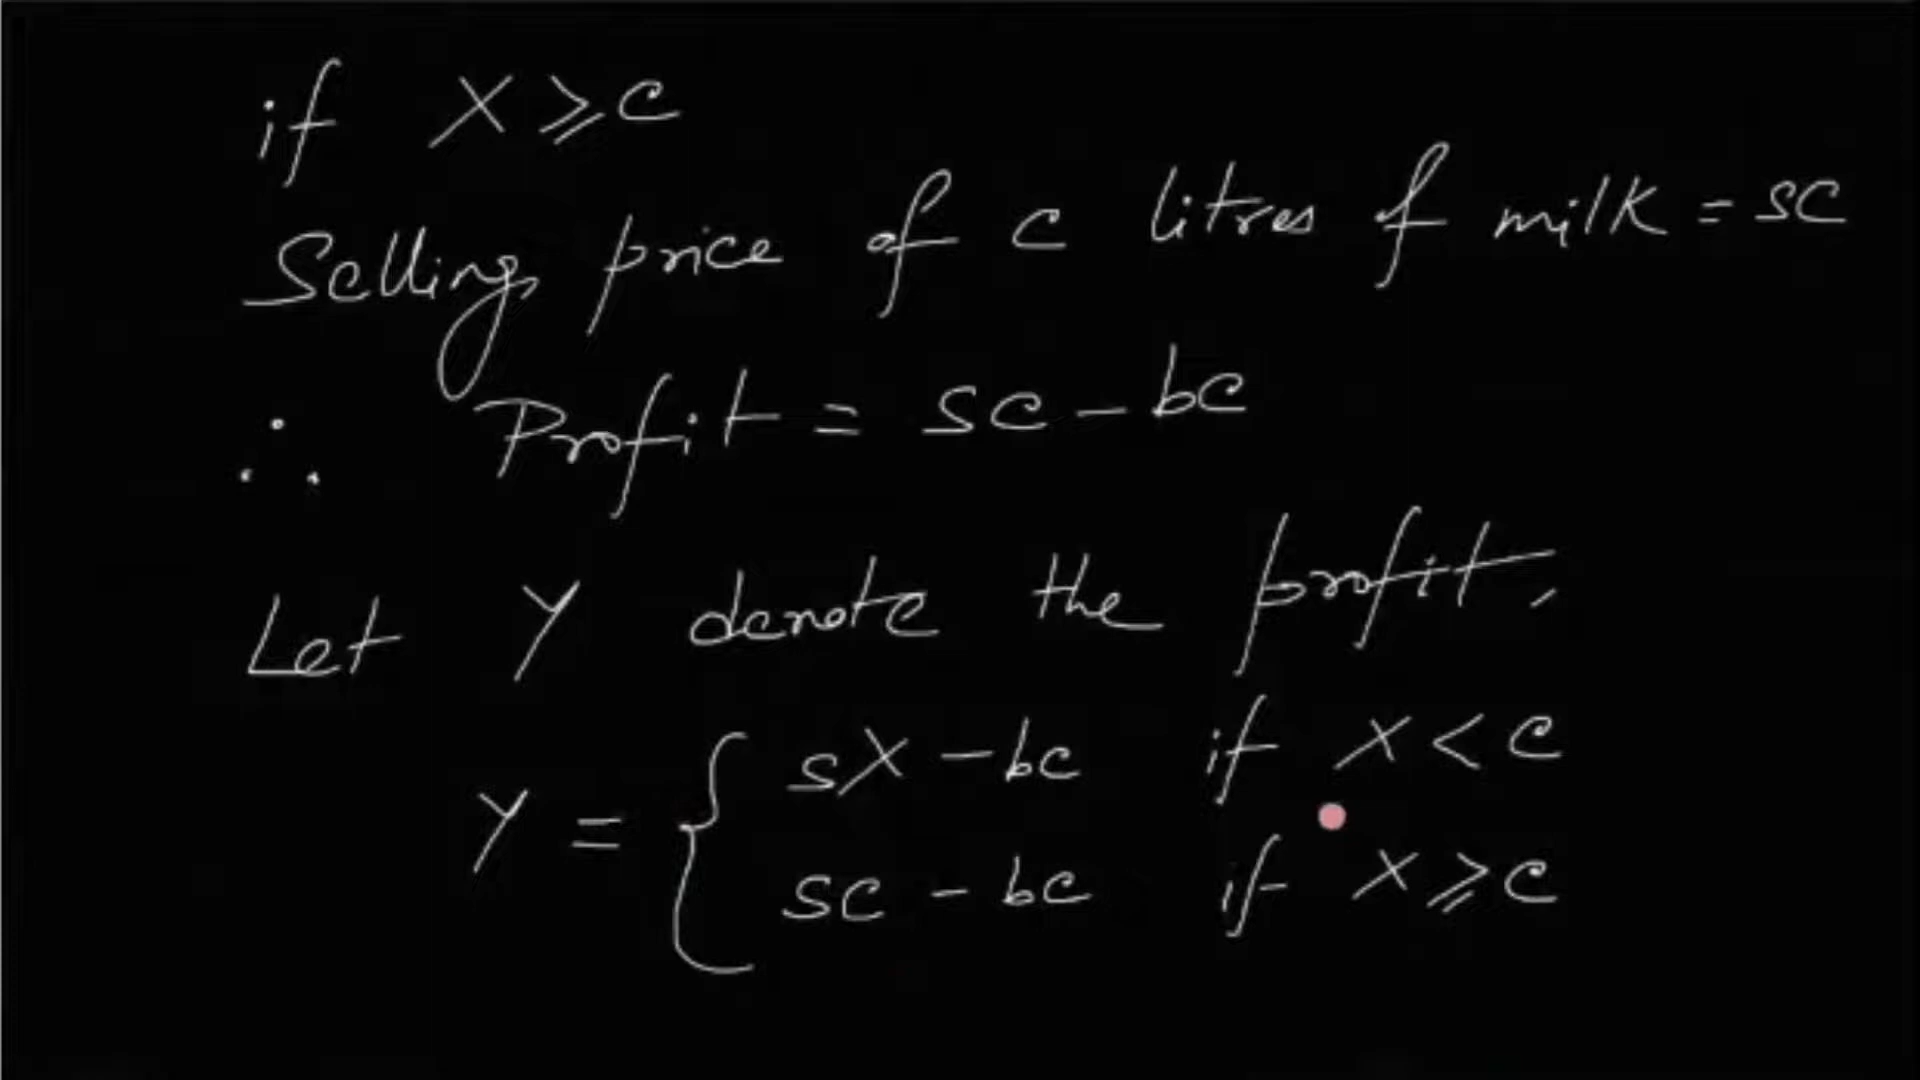 if X ⩾ c
Selling price of c litres of milk = sc
∴ Profit = sc - bc
Let Y denote the profit,
Y = { sX - bc if X < c
sc - bc if X ⩾ c